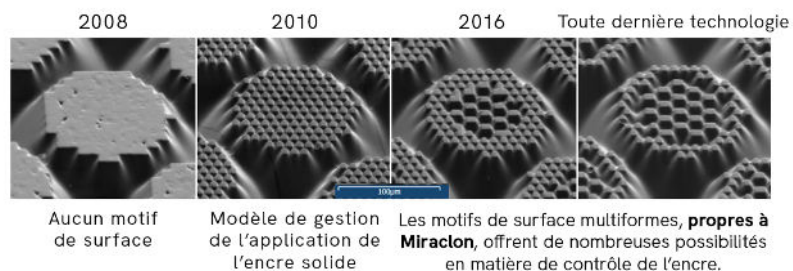 2008
2010
2016
Toute dernière technologie
100µm
Aucun motif
de surface
Modèle de gestion
de l'application de
l'encre solide
Les motifs de surface multiformes, propres à
Miraclon, offrent de nombreuses possibilités
en matière de contrôle de l'encre.